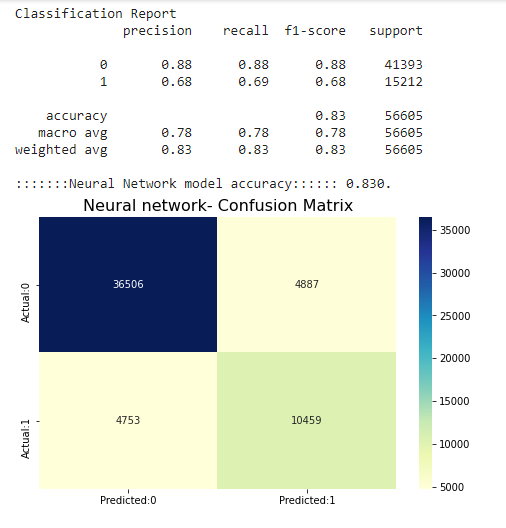 Classification Report
precision recall f1-score support
0 0.88 0.88 0.88 41393
1 0.68 0.69 0.68 15212
accuracy 0.83 56605
macro avg 0.78 0.78 0.78 56605
weighted avg 0.83 0.83 0.83 56605
:::::::Neural Network model accuracy:::::: 0.830.
Neural network- Confusion Matrix
Actual:0
36506 4887
Actual:1
4753 10459
Predicted:0 Predicted:1
35000
30000
25000
20000
15000
10000
5000